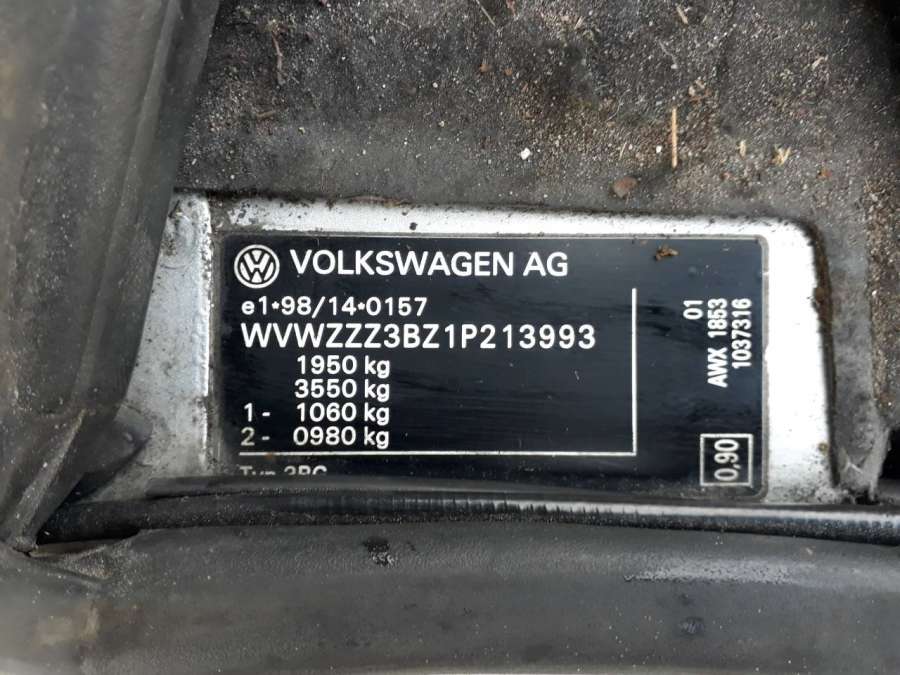 VOLKSWAGEN AG
e1*98/14*0157
WVWZZZ3BZ1P213993
1950 kg
3550 kg
1- 1060 kg
2- 0980 kg
01
AWX 1853
1037316
0,90